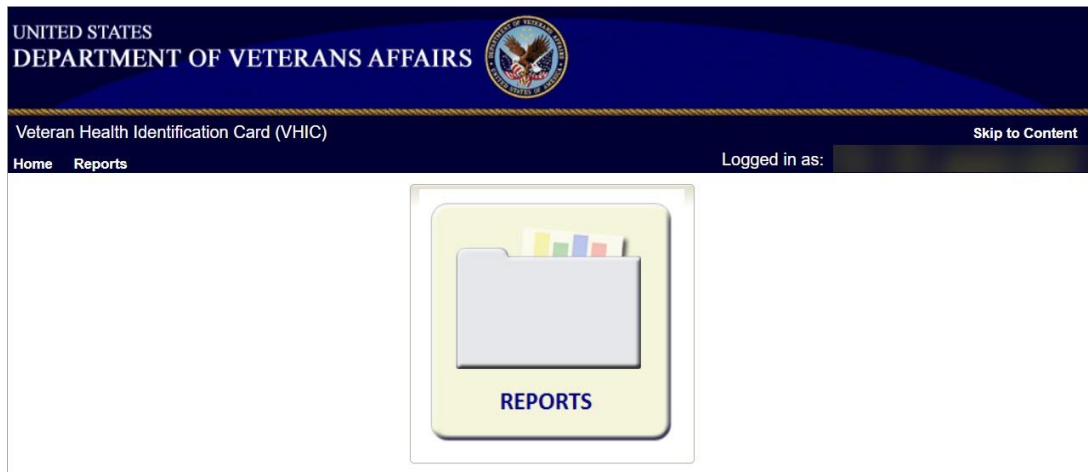 UNITED STATES
DEPARTMENT OF VETERANS AFFAIRS
Veteran Health Identification Card (VHIC)
Skip to Content
Home Reports
Logged in as:
REPORTS